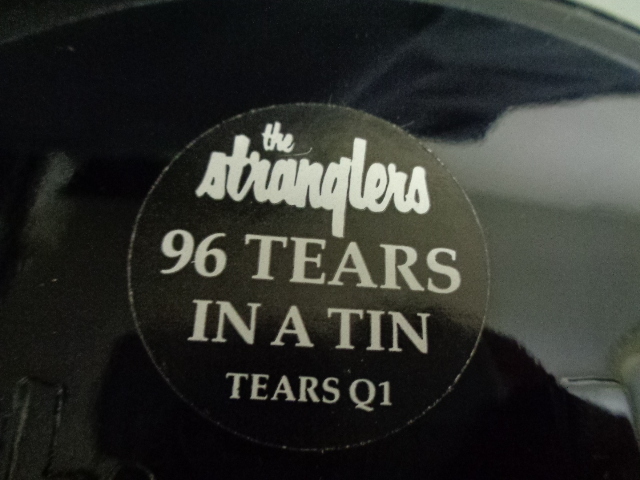 the
stranglers
96 TEARS
IN A TIN
TEARS Q1